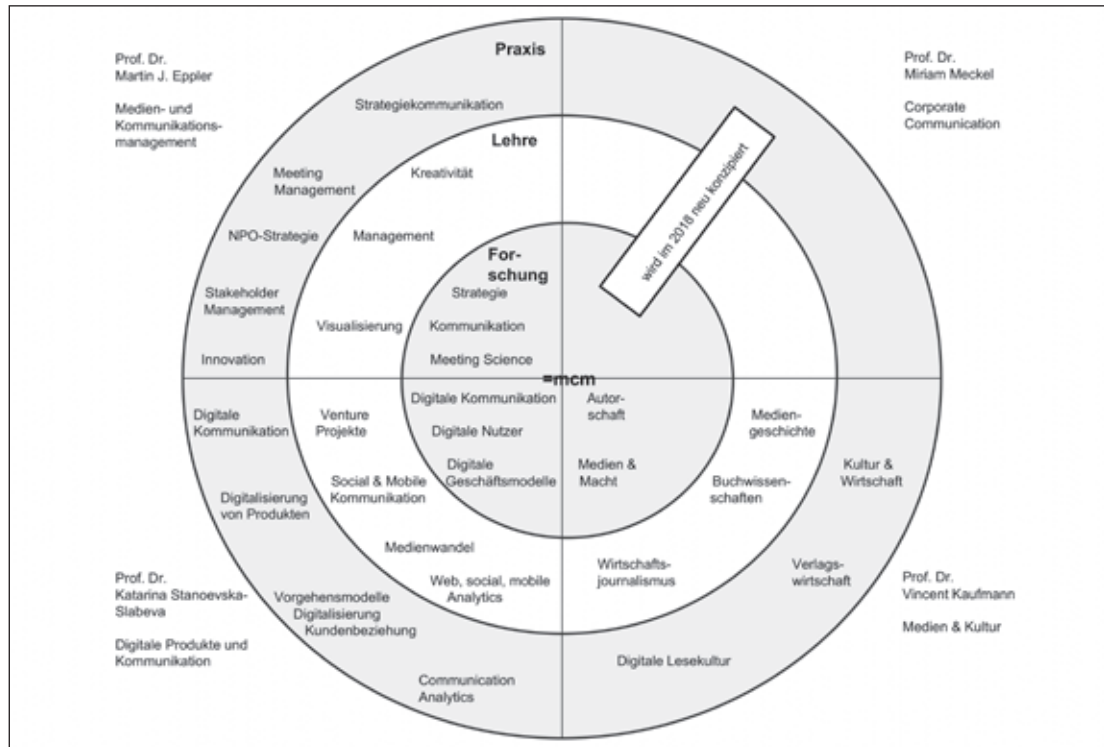 Prof. Dr.
Martin J. Eppler
Medien- und
Kommunikations-
management
Prof. Dr.
Miriam Meckel
Corporate
Communication
Praxis
Strategiekommunikation
Meeting
Management
NPO-Strategie
Stakeholder
Management
Innovation
Lehre
Kreativität
Management
Visualisierung
For-
schung
Strategie
Kommunikation
Meeting Science
wird im 2018 neu konzipiert
=mcm
Digitale Kommunikation
Digitale Nutzer
Digitale
Geschäftsmodelle
Autor-
schaft
Medien &
Macht
Venture
Projekte
Social & Mobile
Kommunikation
Medienwandel
Web, social, mobile
Analytics
Medien-
geschichte
Buchwissen-
schaften
Wirtschafts-
journalismus
Digitale
Kommunikation
Digitalisierung
von Produkten
Vorgehensmodelle
Digitalisierung
Kundenbeziehung
Communication
Analytics
Kultur &
Wirtschaft
Verlags-
wirtschaft
Digitale Lesekultur
Prof. Dr.
Katarina Stanoevska-
Slabeva
Digitale Produkte und
Kommunikation
Prof. Dr.
Vincent Kaufmann
Medien & Kultur